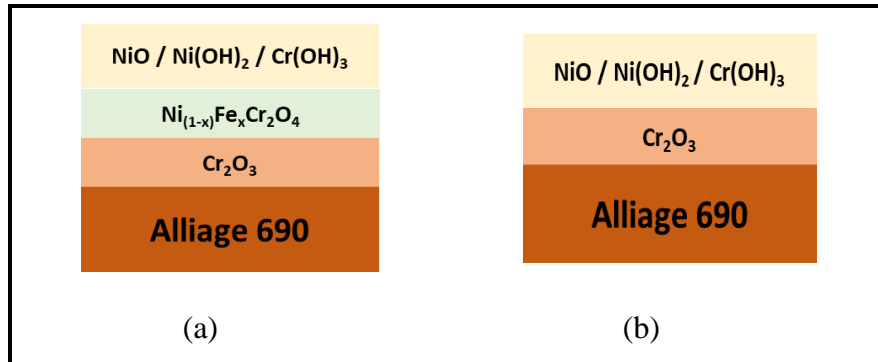 NiO / Ni(OH)₂ / Cr(OH)₃
Ni₍₁₋ₓ₎FeₓCr₂O₄
Cr₂O₃
Alliage 690
(a)
NiO / Ni(OH)₂ / Cr(OH)₃
Cr₂O₃
Alliage 690
(b)